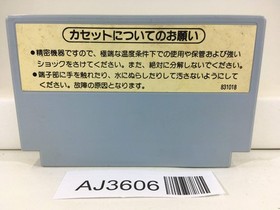 カセットについてのお願い
●精密機器ですので、極端な温度条件下での使用や保管および強い
ショックをさけてください。また、絶対に分解しないでください。
●端子部に手を触れたり、水にぬらしたりして汚さないようにして
ください。故障の原因となります。
831018
AJ3606